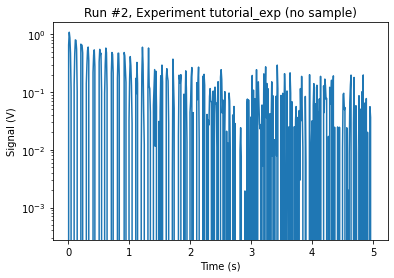 Run #2, Experiment tutorial_exp (no sample)
Signal (V)
10⁰
10⁻¹
10⁻²
10⁻³
0 1 2 3 4 5
Time (s)